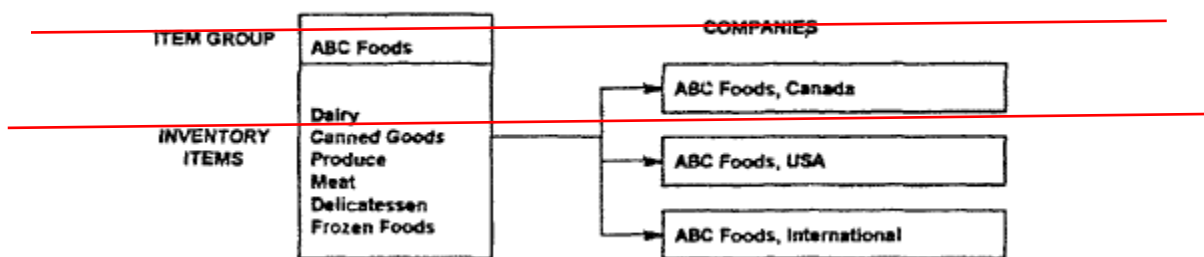 ITEM GROUP
ABC Foods
COMPANIES
INVENTORY
ITEMS
Dairy
Canned Goods
Produce
Meat
Delicatessen
Frozen Foods
ABC Foods, Canada
ABC Foods, USA
ABC Foods, International